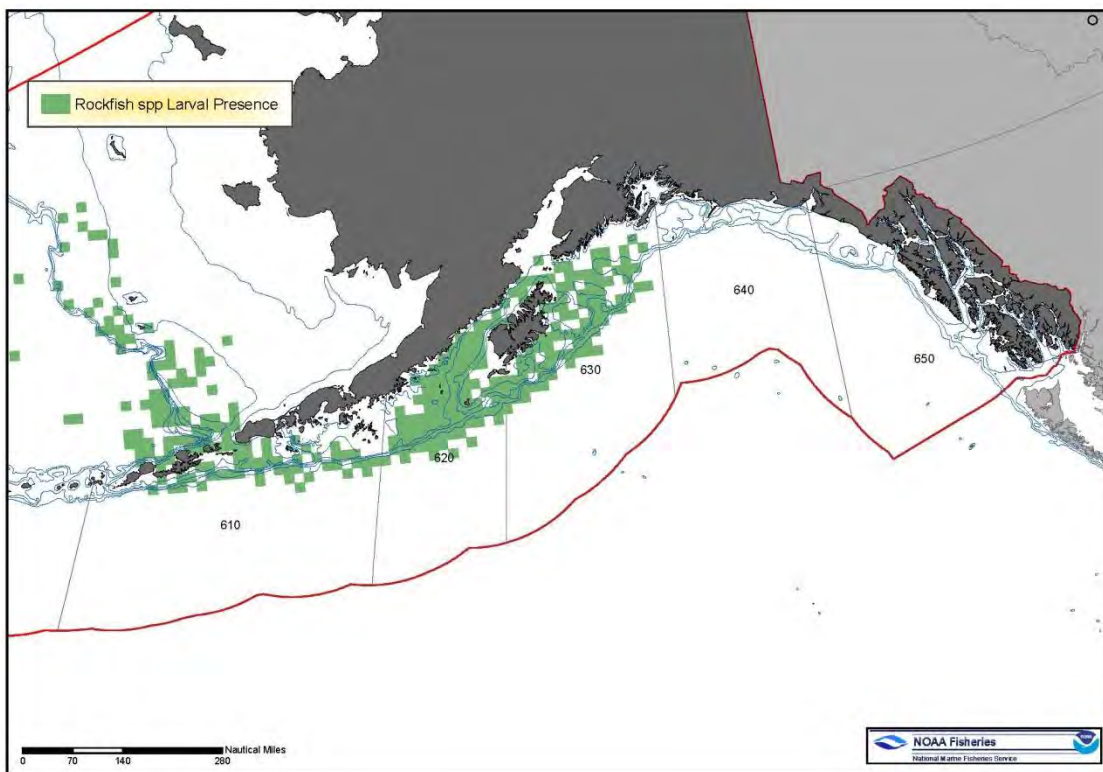 Rockfish spp Larval Presence
640
650
630
620
610
Nautical Miles
0 70 140 280
NOAA Fisheries
National Marine Fisheries Service